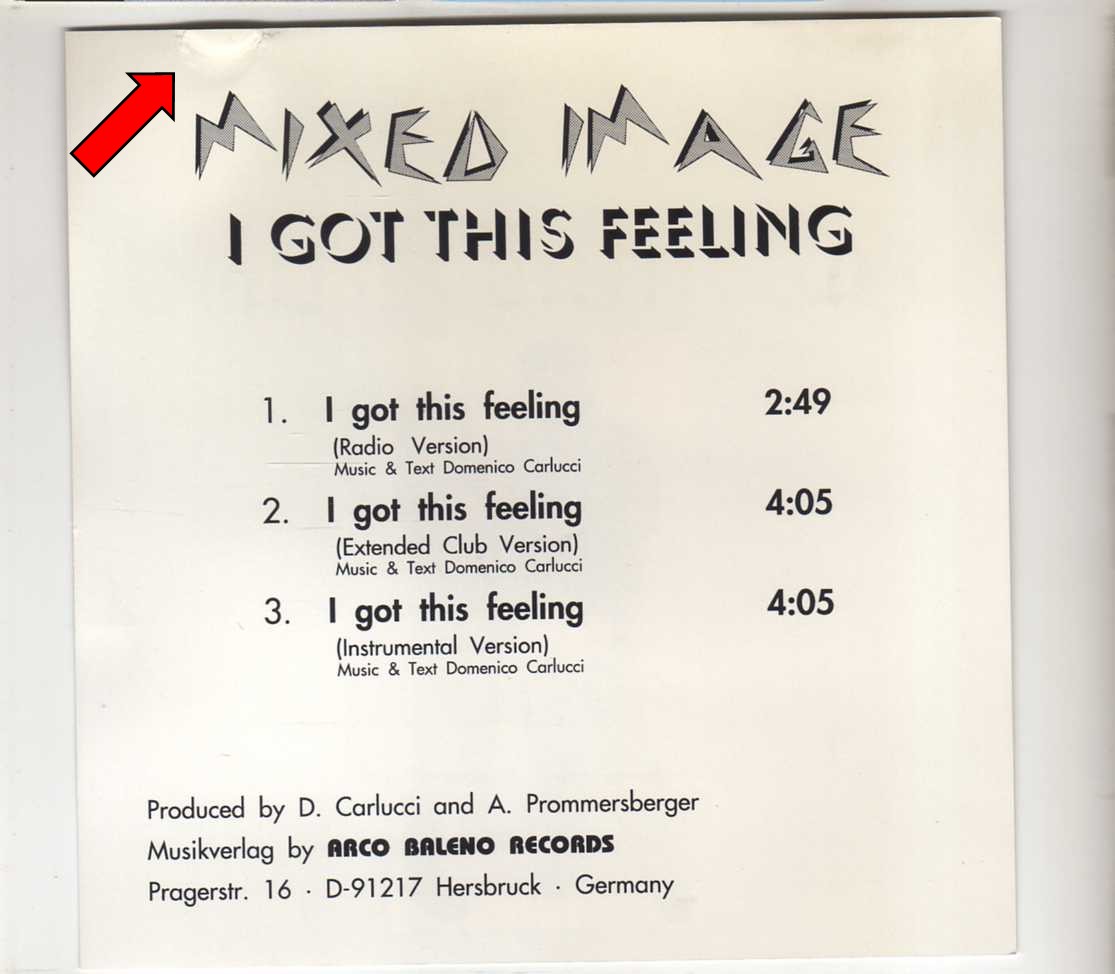 MIXED IMAGE
I GOT THIS FEELING
1. I got this feeling 2:49
(Radio Version)
Music & Text Domenico Carlucci
2. I got this feeling 4:05
(Extended Club Version)
Music & Text Domenico Carlucci
3. I got this feeling 4:05
(Instrumental Version)
Music & Text Domenico Carlucci
Produced by D. Carlucci and A. Prommersberger
Musikverlag by ARCO BALENO RECORDS
Pragerstr. 16 · D-91217 Hersbruck · Germany